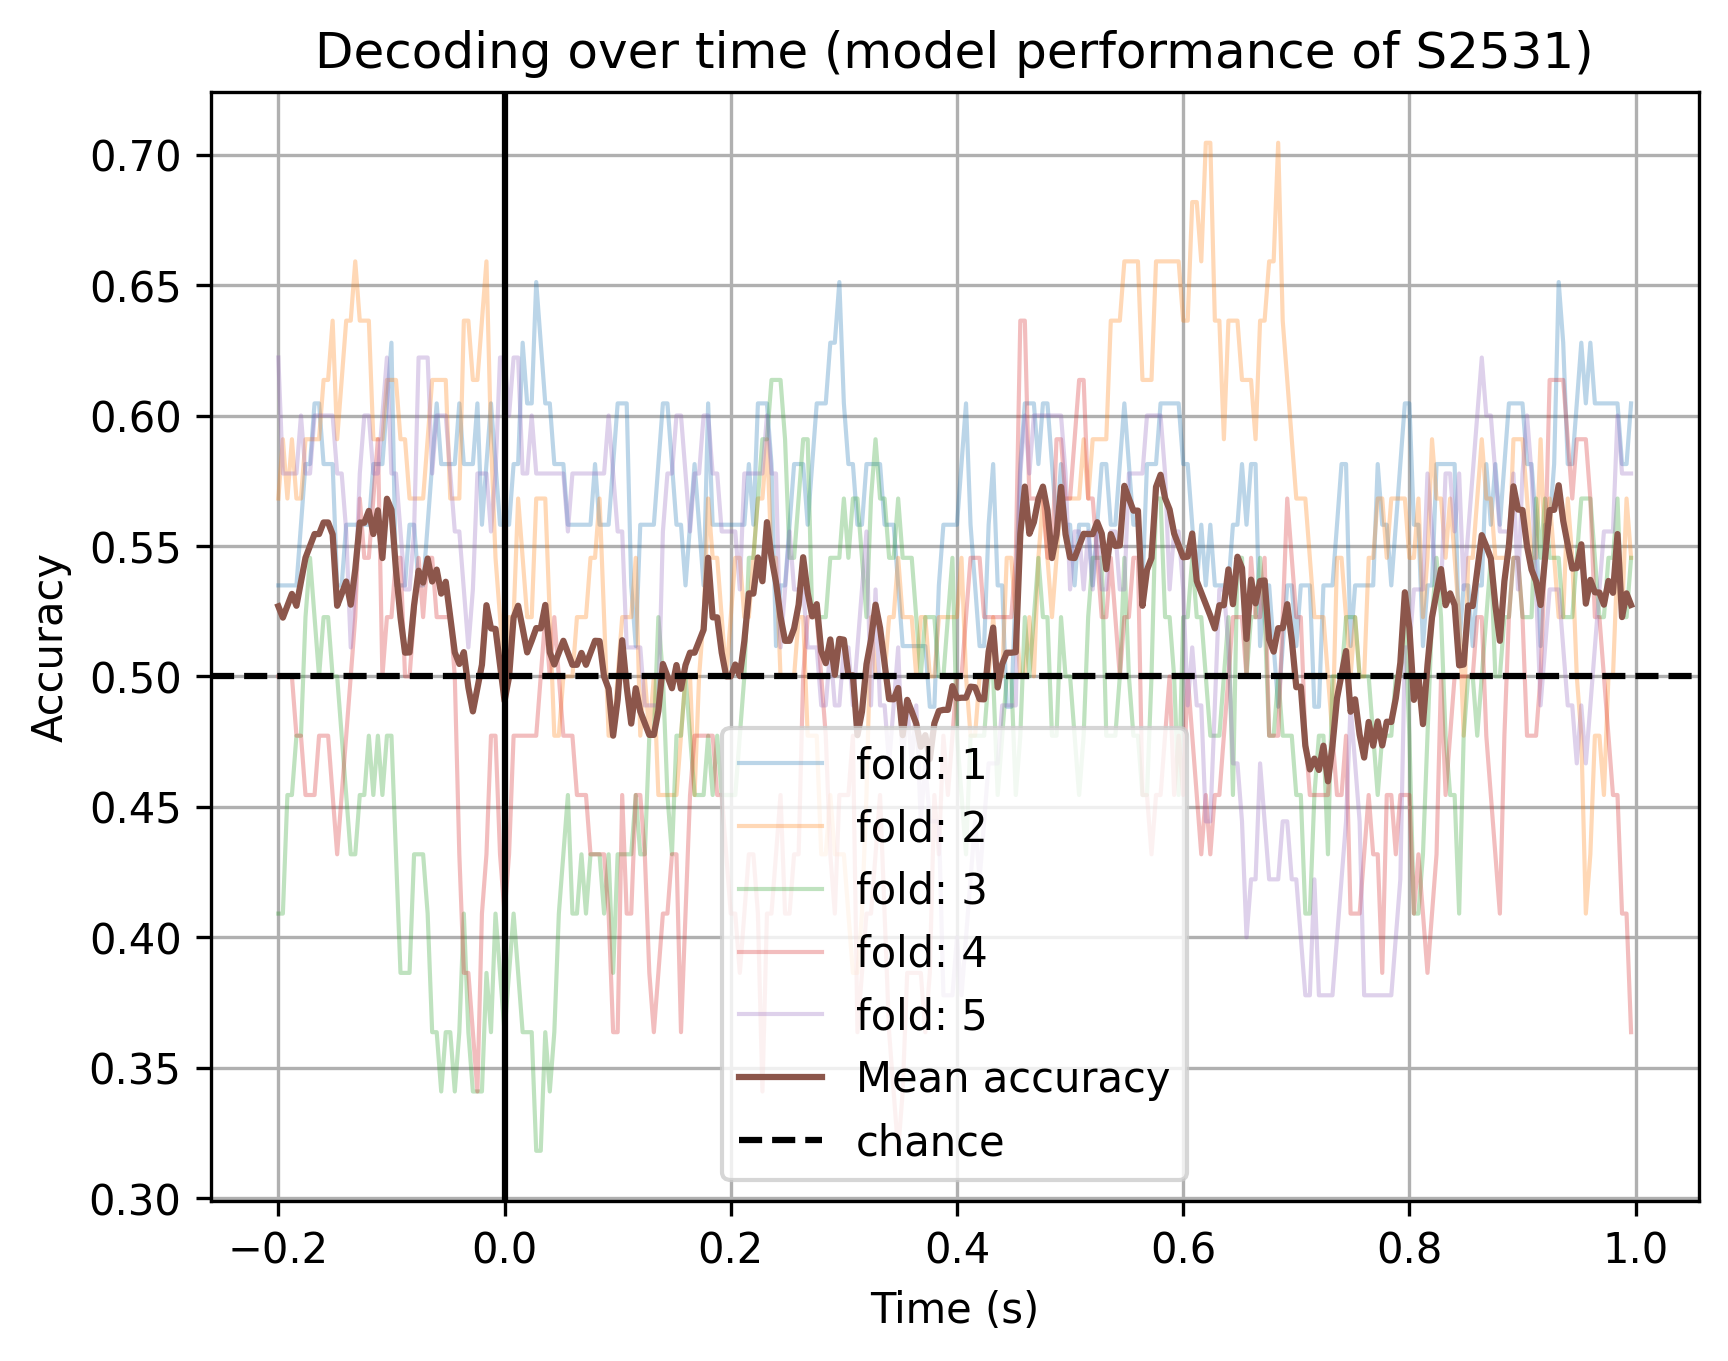 Decoding over time (model performance of S2531)
Accuracy
0.70
0.65
0.60
0.55
0.50
0.45
0.40
0.35
0.30
fold: 1
fold: 2
fold: 3
fold: 4
fold: 5
Mean accuracy
chance
−0.2 0.0 0.2 0.4 0.6 0.8 1.0
Time (s)